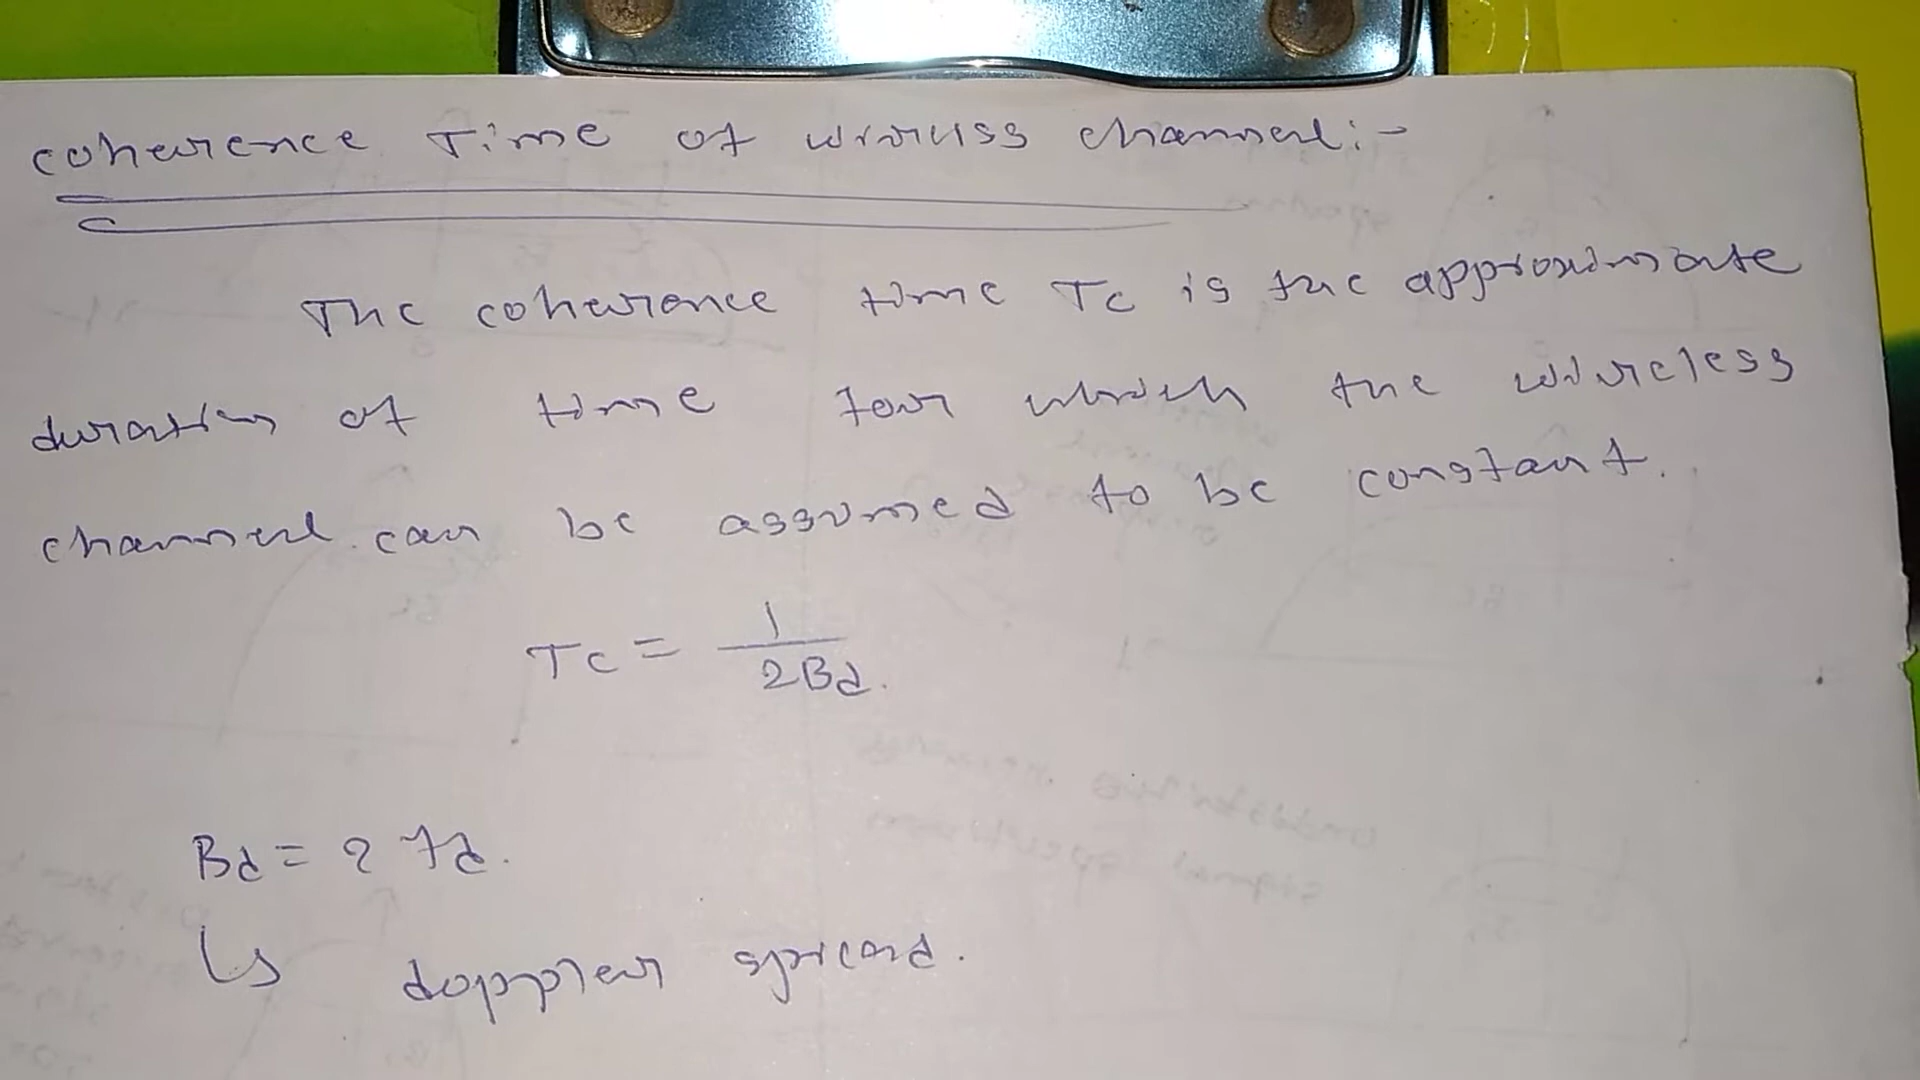 coherence Time of wireless channel:-
The coherence time Tc is the approximate
duration of time for which the wireless
channel can be assumed to be constant.
Tc = 1/2Bd.
Bd = 2 fd.
↳ doppler spread.